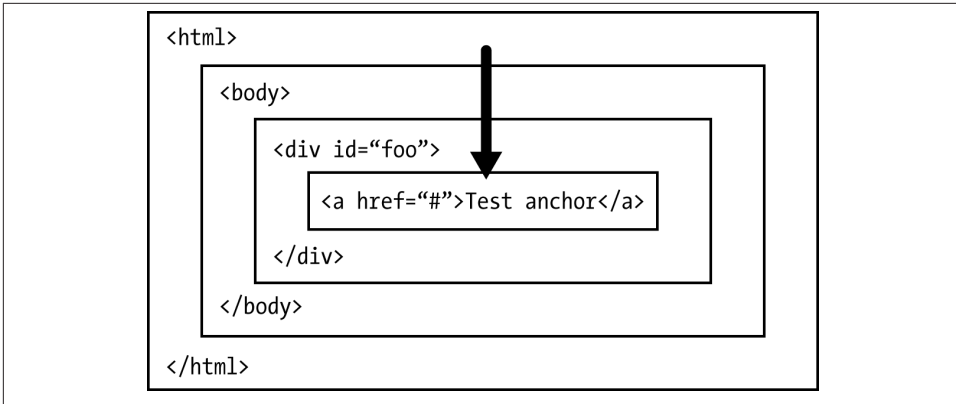 <html>
<body>
<div id=“foo”>
<a href=“#”>Test anchor</a>
</div>
</body>
</html>